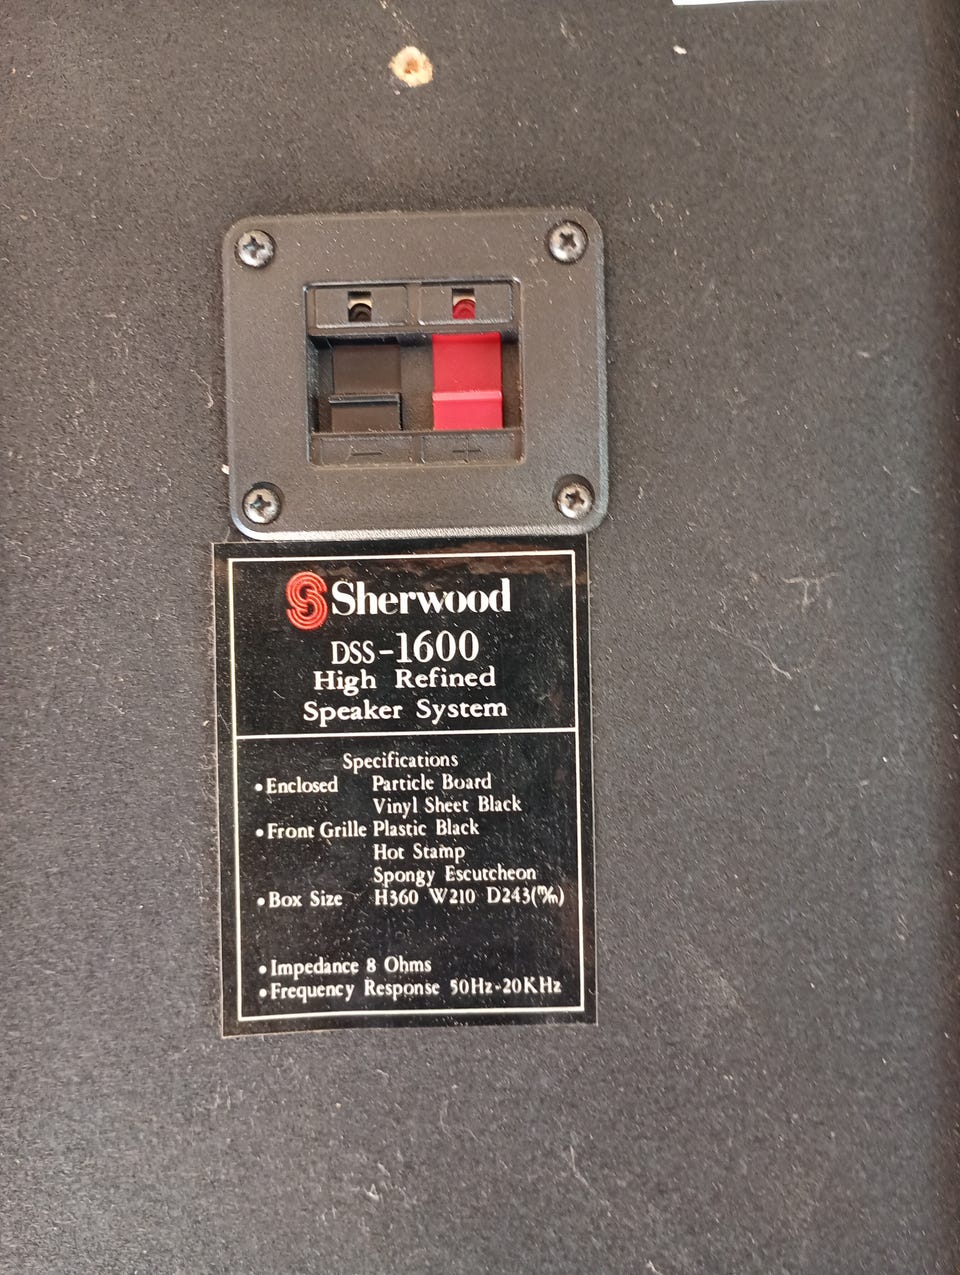 − +
Sherwood
DSS-1600
High Refined
Speaker System
Specifications
•Enclosed Particle Board
Vinyl Sheet Black
•Front Grille Plastic Black
Hot Stamp
Spongy Escutcheon
•Box Size H360 W210 D243(m/m)
•Impedance 8 Ohms
•Frequency Response 50Hz-20KHz